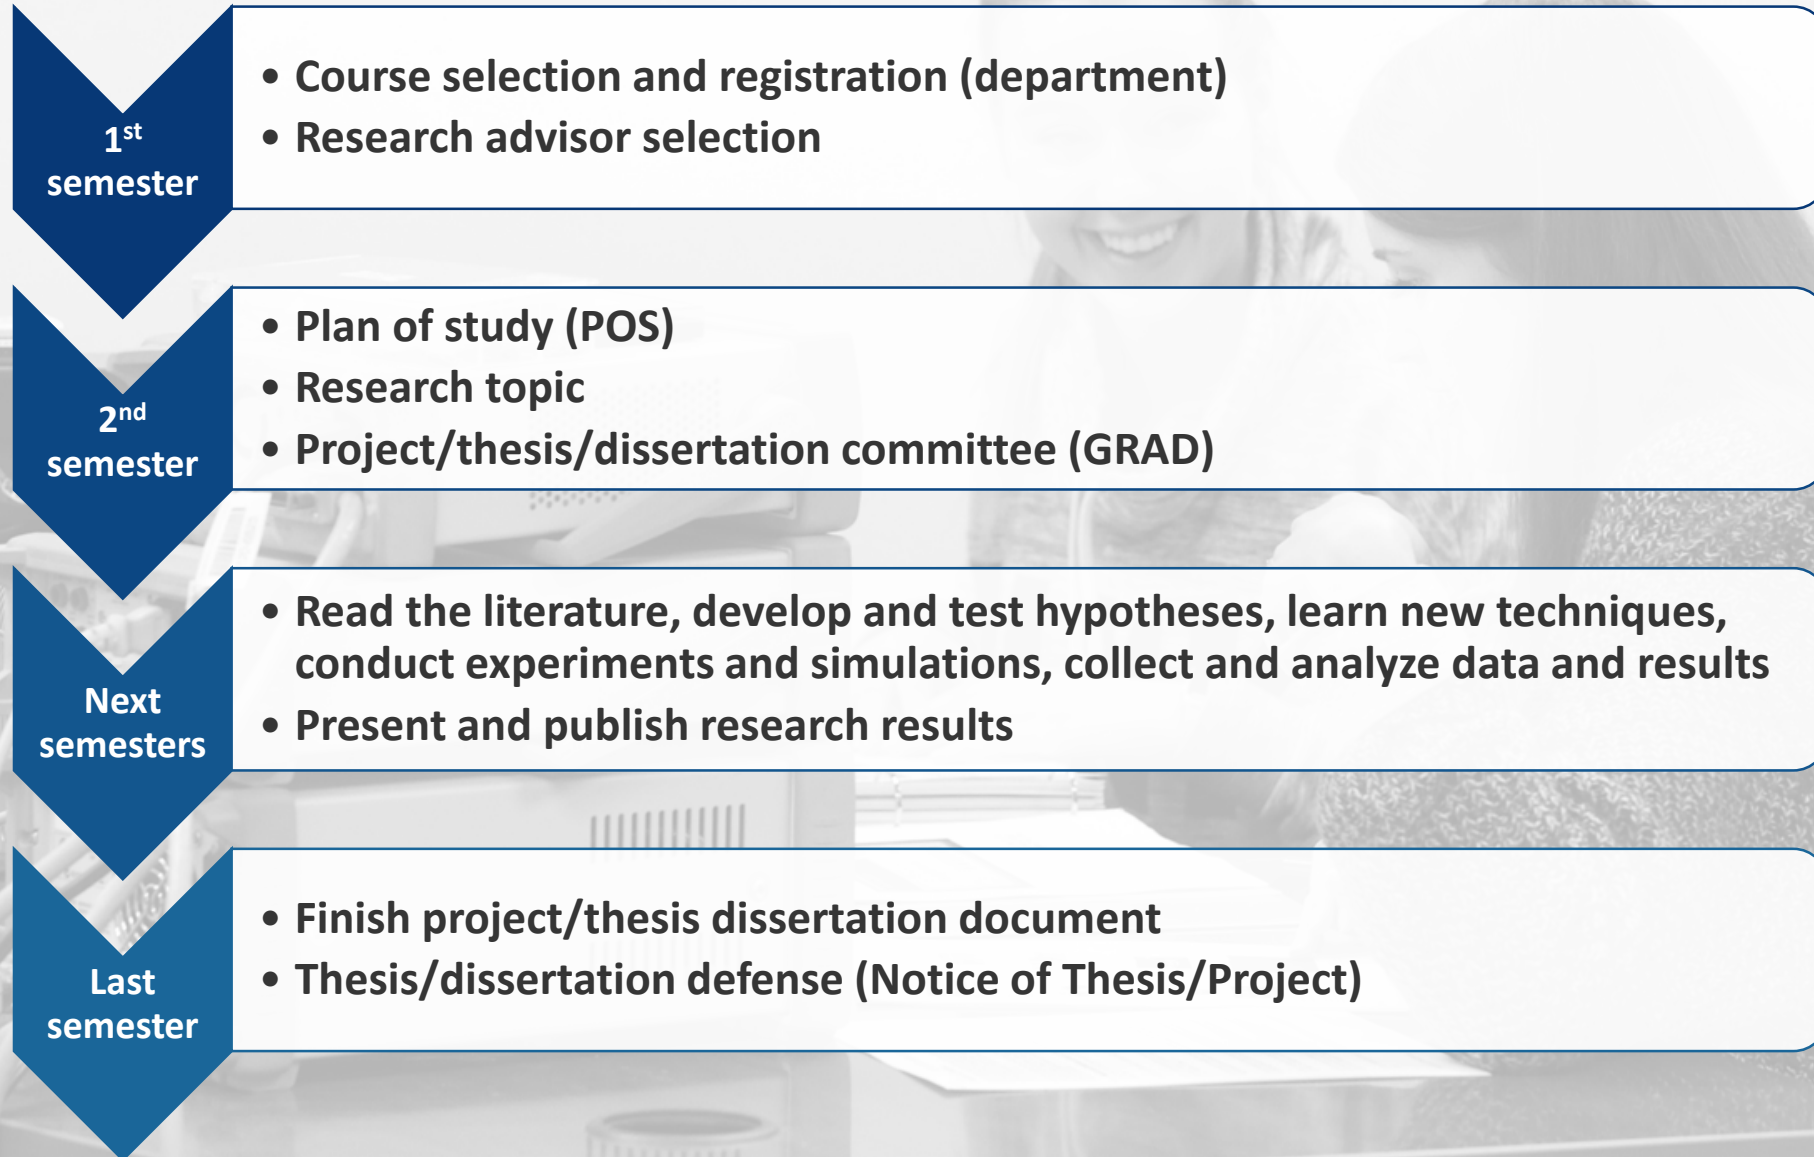 1st
semester
• Course selection and registration (department)
• Research advisor selection
2nd
semester
• Plan of study (POS)
• Research topic
• Project/thesis/dissertation committee (GRAD)
Next
semesters
• Read the literature, develop and test hypotheses, learn new techniques,
conduct experiments and simulations, collect and analyze data and results
• Present and publish research results
Last
semester
• Finish project/thesis dissertation document
• Thesis/dissertation defense (Notice of Thesis/Project)